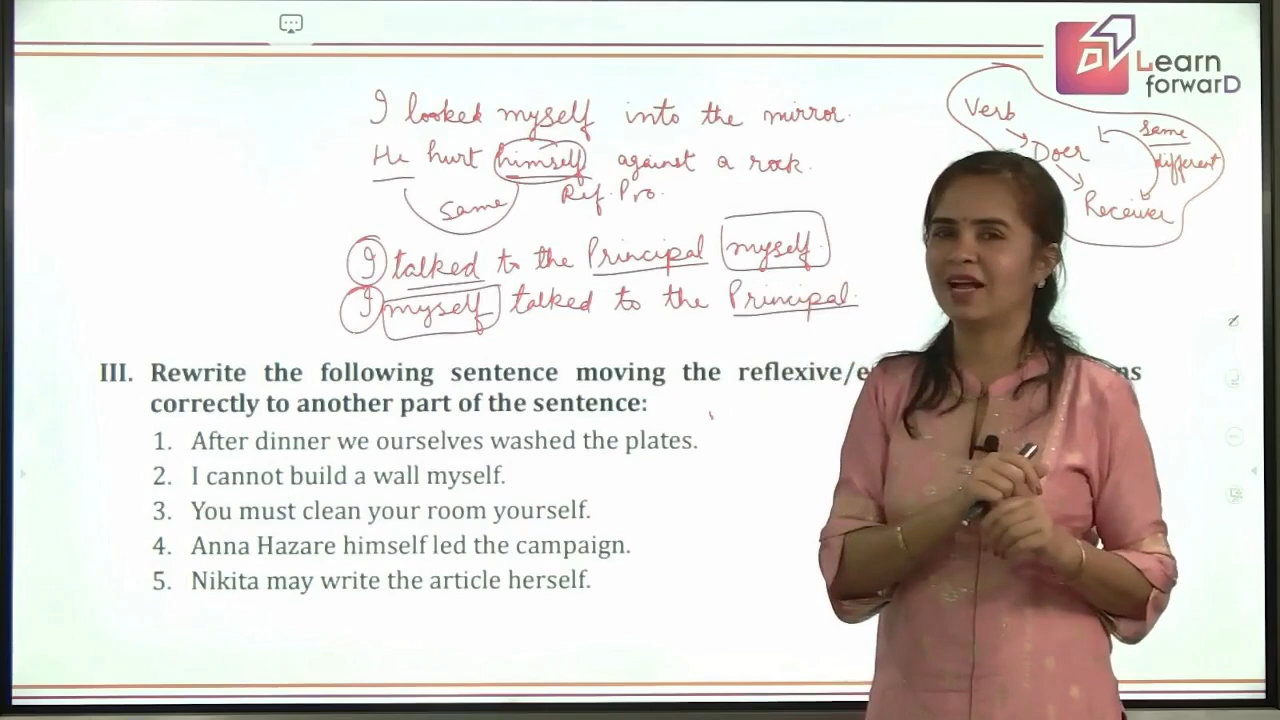 Learn
forwarD
I looked myself into the mirror.
He hurt himself against a rock.
same Ref. Pro.
I talked to the Principal myself.
I myself talked to the Principal.
Verb
Doer
same
different
Receiver
III. Rewrite the following sentence moving the reflexive/
correctly to another part of the sentence:
1. After dinner we ourselves washed the plates.
2. I cannot build a wall myself.
3. You must clean your room yourself.
4. Anna Hazare himself led the campaign.
5. Nikita may write the article herself.